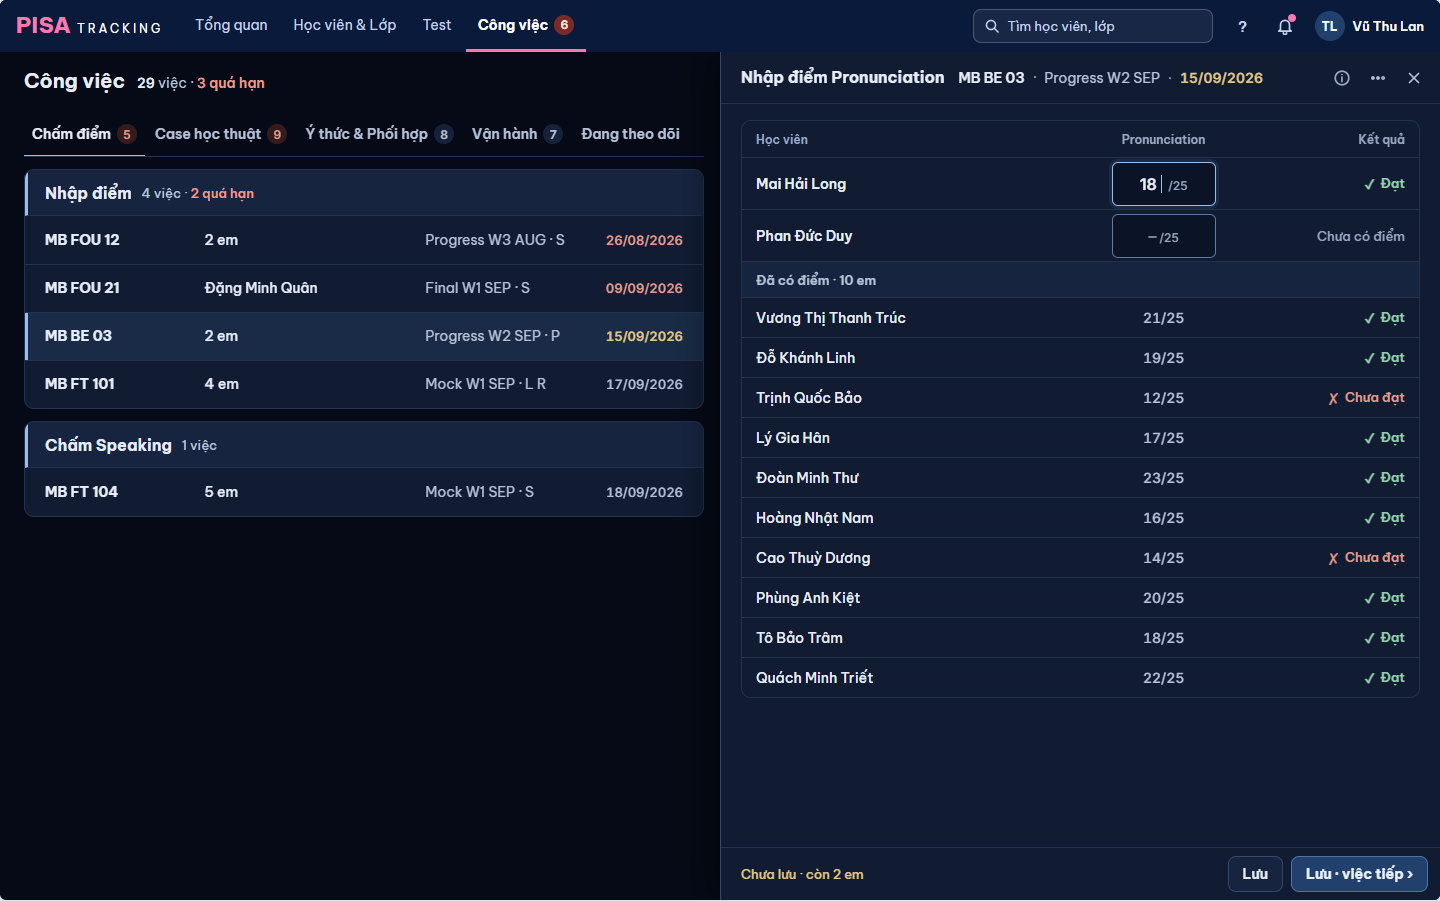 PISA TRACKING Tổng quan Học viên & Lớp Test Công việc 6 Tìm học viên, lớp ? TL Vũ Thu Lan
Công việc 29 việc · 3 quá hạn
Chấm điểm 5 Case học thuật 9 Ý thức & Phối hợp 8 Vận hành 7 Đang theo dõi
Nhập điểm 4 việc · 2 quá hạn
MB FOU 12 2 em Progress W3 AUG · S 26/08/2026
MB FOU 21 Đặng Minh Quân Final W1 SEP · S 09/09/2026
MB BE 03 2 em Progress W2 SEP · P 15/09/2026
MB FT 101 4 em Mock W1 SEP · L R 17/09/2026
Chấm Speaking 1 việc
MB FT 104 5 em Mock W1 SEP · S 18/09/2026
Nhập điểm Pronunciation MB BE 03 · Progress W2 SEP · 15/09/2026
Học viên Pronunciation Kết quả
Mai Hải Long 18 /25 ✓ Đạt
Phan Đức Duy – /25 Chưa có điểm
Đã có điểm · 10 em
Vương Thị Thanh Trúc 21/25 ✓ Đạt
Đỗ Khánh Linh 19/25 ✓ Đạt
Trịnh Quốc Bảo 12/25 ✗ Chưa đạt
Lý Gia Hân 17/25 ✓ Đạt
Đoàn Minh Thư 23/25 ✓ Đạt
Hoàng Nhật Nam 16/25 ✓ Đạt
Cao Thuỳ Dương 14/25 ✗ Chưa đạt
Phùng Anh Kiệt 20/25 ✓ Đạt
Tô Bảo Trâm 18/25 ✓ Đạt
Quách Minh Triết 22/25 ✓ Đạt
Chưa lưu · còn 2 em Lưu Lưu · việc tiếp ›